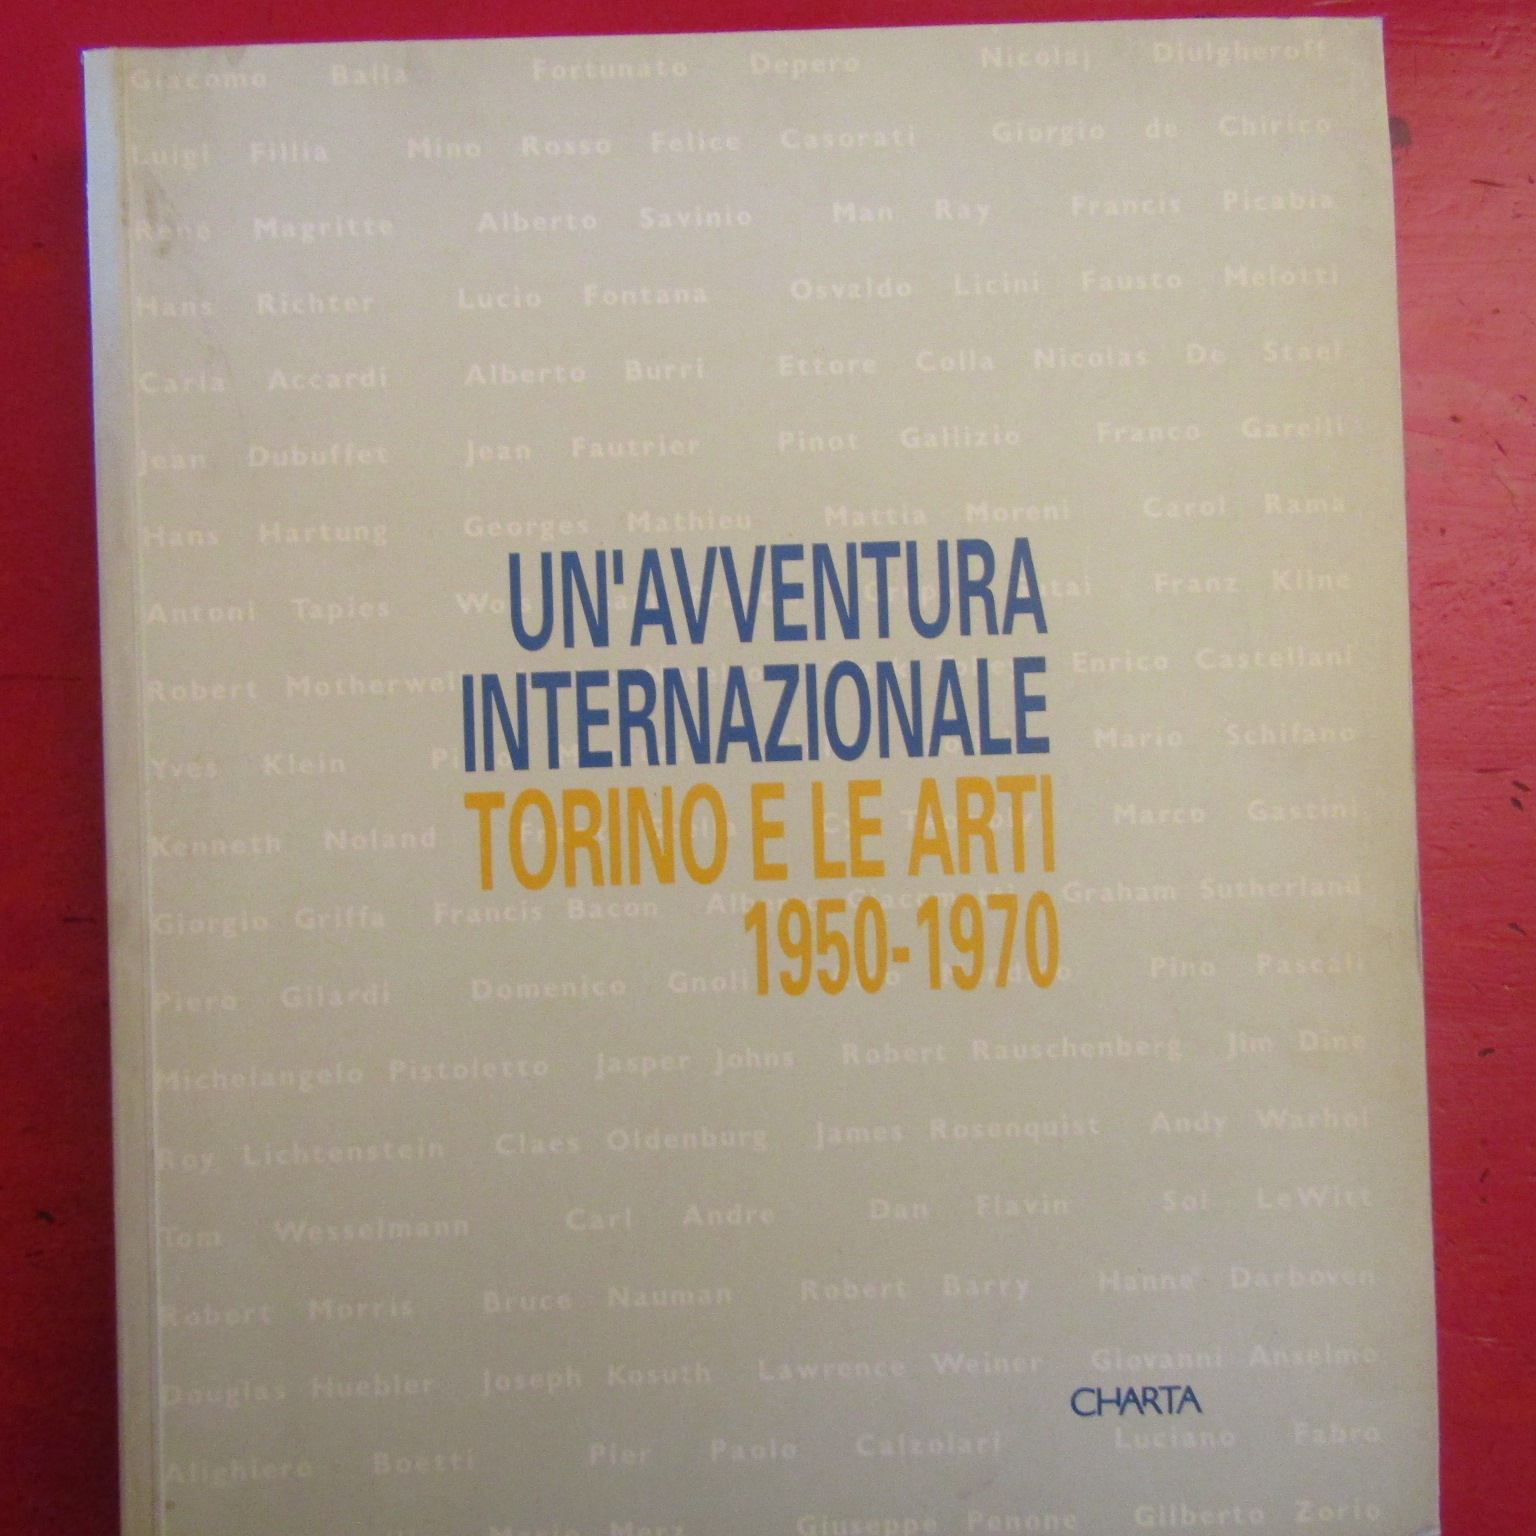 Giacomo Balla Fortunato Depero Nicolaj Diulgheroff
Luigi Fillia Mino Rosso Felice Casorati Giorgio de Chirico
René Magritte Alberto Savinio Man Ray Francis Picabia
Hans Richter Lucio Fontana Osvaldo Licini Fausto Melotti
Carla Accardi Alberto Burri Ettore Colla Nicolas De Stael
Jean Dubuffet Jean Fautrier Pinot Gallizio Franco Garelli
Hans Hartung Georges Mathieu Mattia Moreni Carol Rama
Antoni Tapies Franz Kline
UN'AVVENTURA
Robert Motherwell Enrico Castellani
INTERNAZIONALE
Yves Klein Mario Schifano
TORINO E LE ARTI
Kenneth Noland Marco Gastini
Giorgio Griffa Francis Bacon Graham Sutherland
1950-1970
Piero Gilardi Domenico Gnoli Pino Pascali
Michelangelo Pistoletto Jasper Johns Robert Rauschenberg Jim Dine
Roy Lichtenstein Claes Oldenburg James Rosenquist Andy Warhol
Tom Wesselmann Carl Andre Dan Flavin Sol LeWitt
Robert Morris Bruce Nauman Robert Barry Hanne Darboven
Douglas Huebler Joseph Kosuth Lawrence Weiner Giovanni Anselmo
CHARTA
Alighiero Boetti Pier Paolo Calzolari Luciano Fabro
Mario Merz Giuseppe Penone Gilberto Zorio